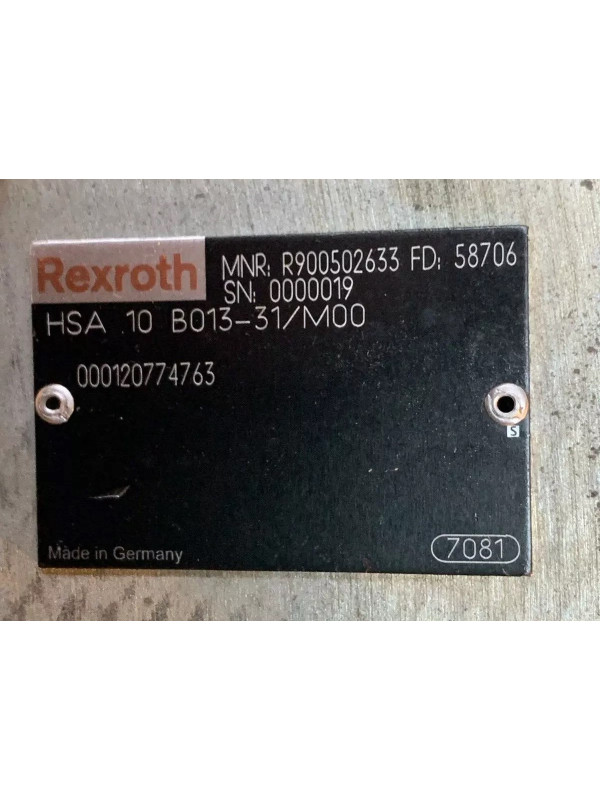 Rexroth
MNR: R900502633 FD: 58706
SN: 0000019
HSA 10 B013-31/M00
000120774763
S
Made in Germany
7081